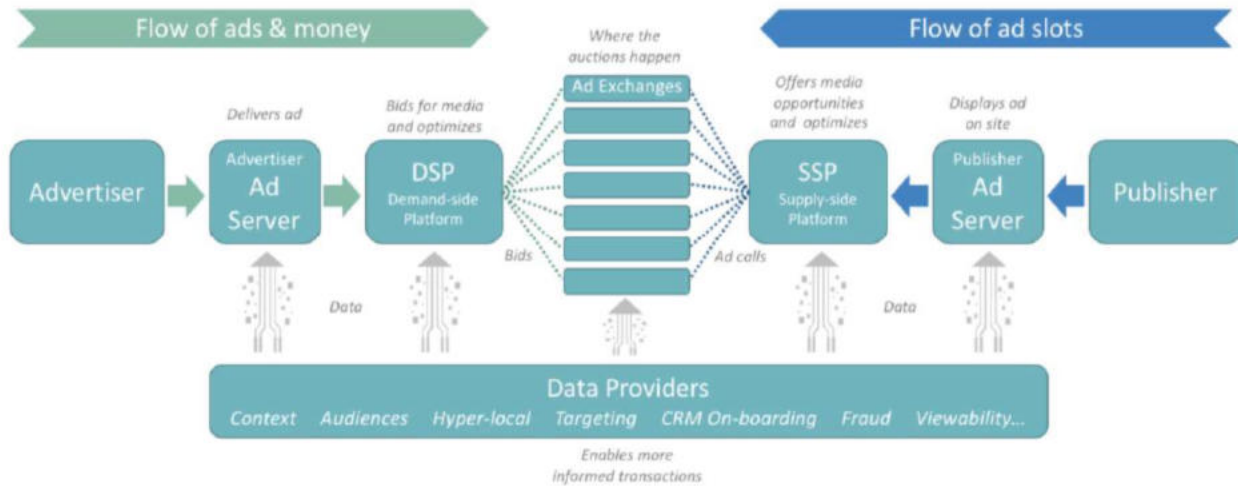 Flow of ads & money
Flow of ad slots
Where the
auctions happen
Ad Exchanges
Delivers ad
Bids for media
and optimizes
Offers media
opportunities
and optimizes
Displays ad
on site
Advertiser
Advertiser
Ad
Server
DSP
Demand-side
Platform
SSP
Supply-side
Platform
Publisher
Ad
Server
Publisher
Bids
Ad calls
Data
Data
Data Providers
Context Audiences Hyper-local Targeting CRM On-boarding Fraud Viewability...
Enables more
informed transactions